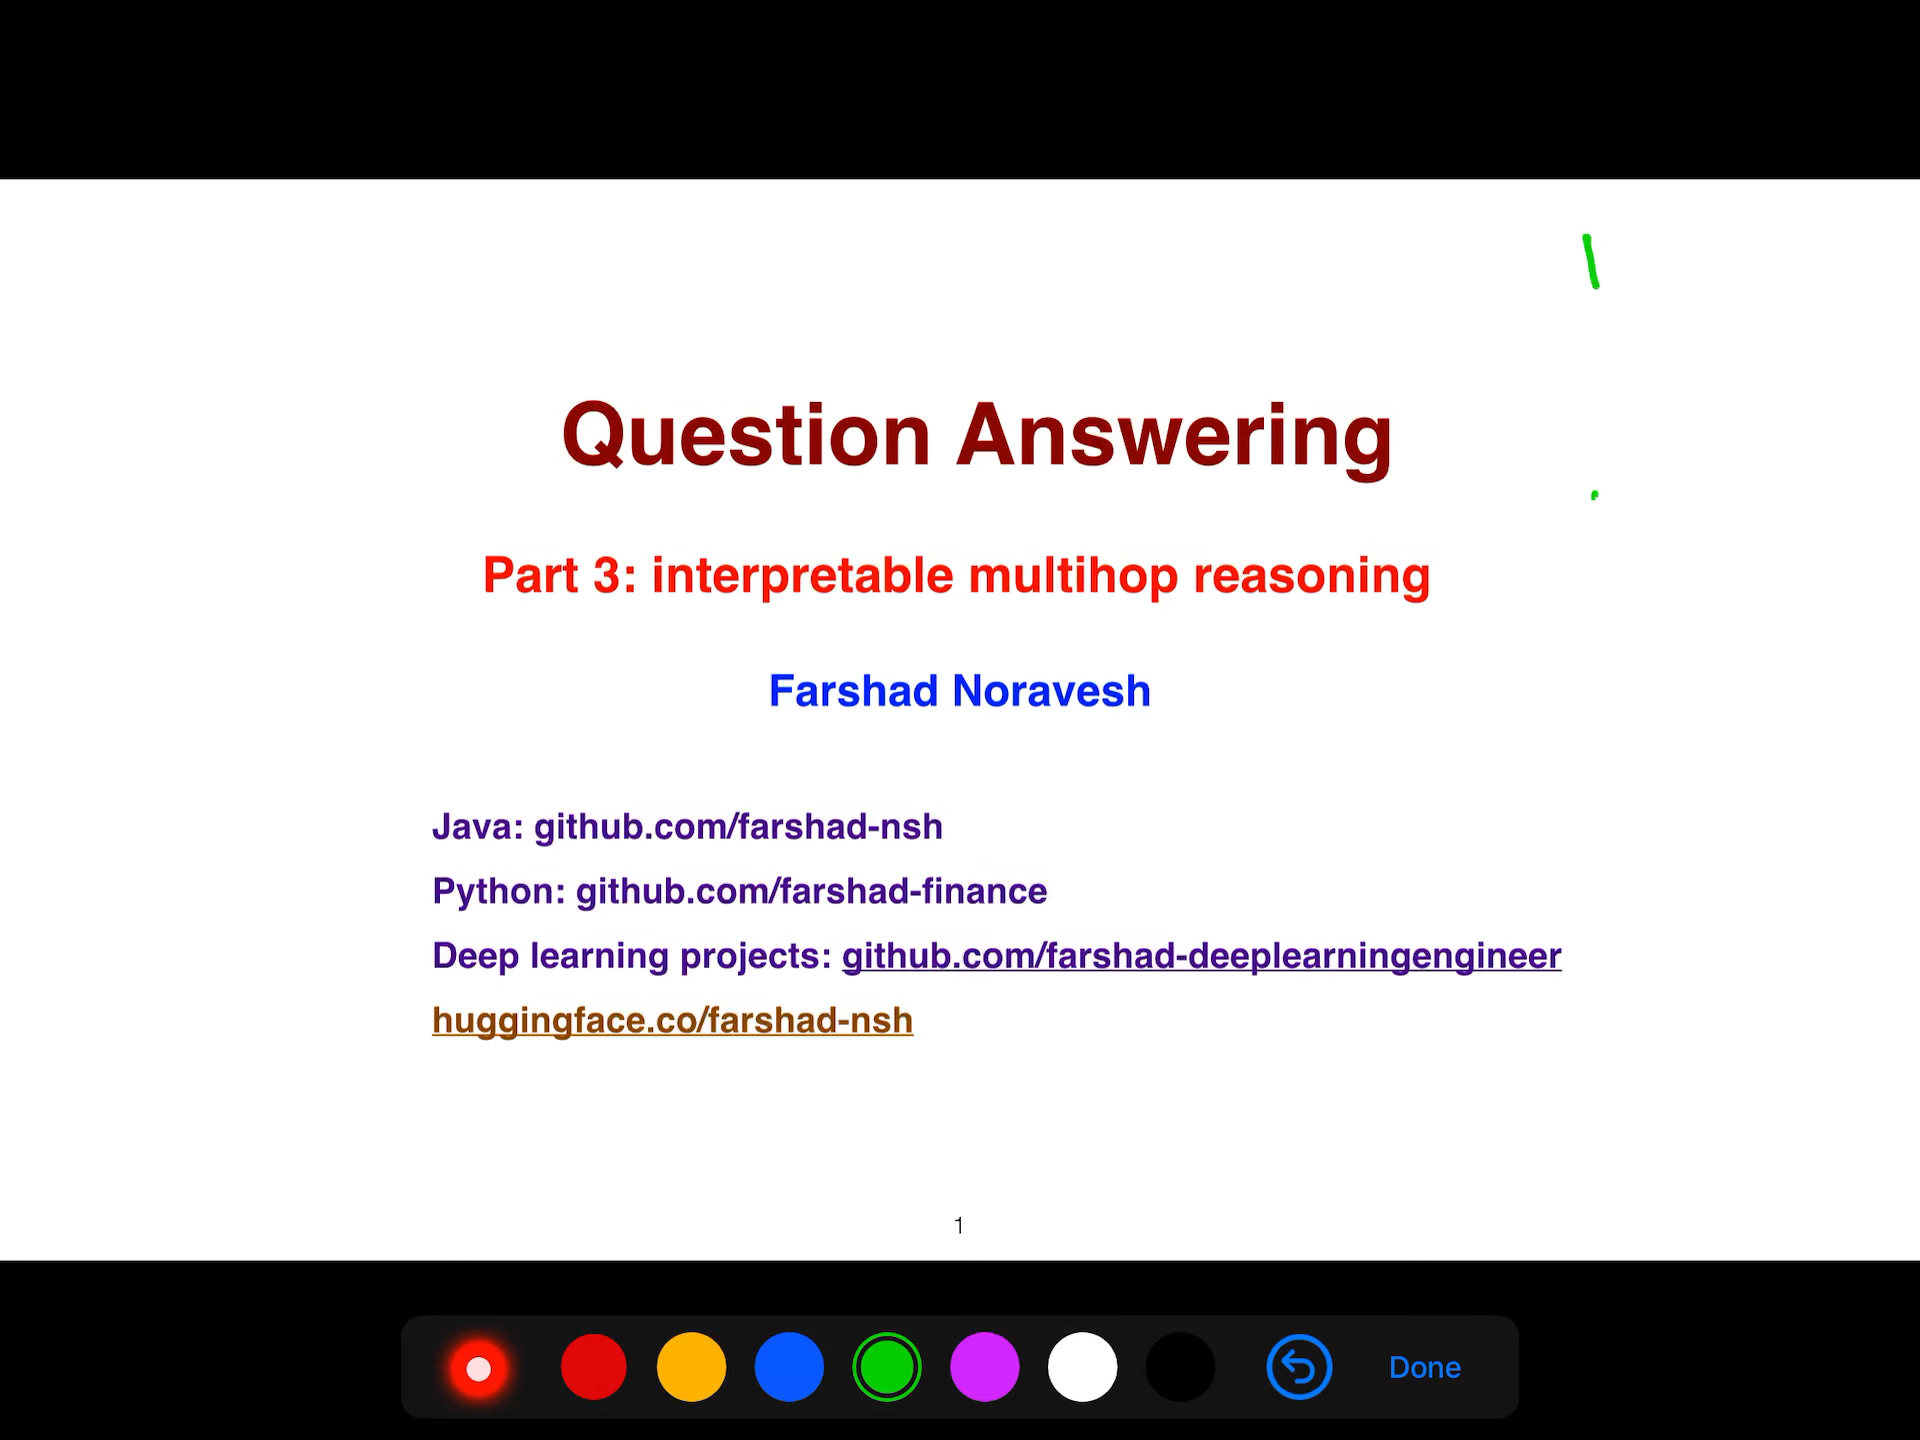 Question Answering
Part 3: interpretable multihop reasoning
Farshad Noravesh
Java: github.com/farshad-nsh
Python: github.com/farshad-finance
Deep learning projects: github.com/farshad-deeplearningengineer
huggingface.co/farshad-nsh
1
Done